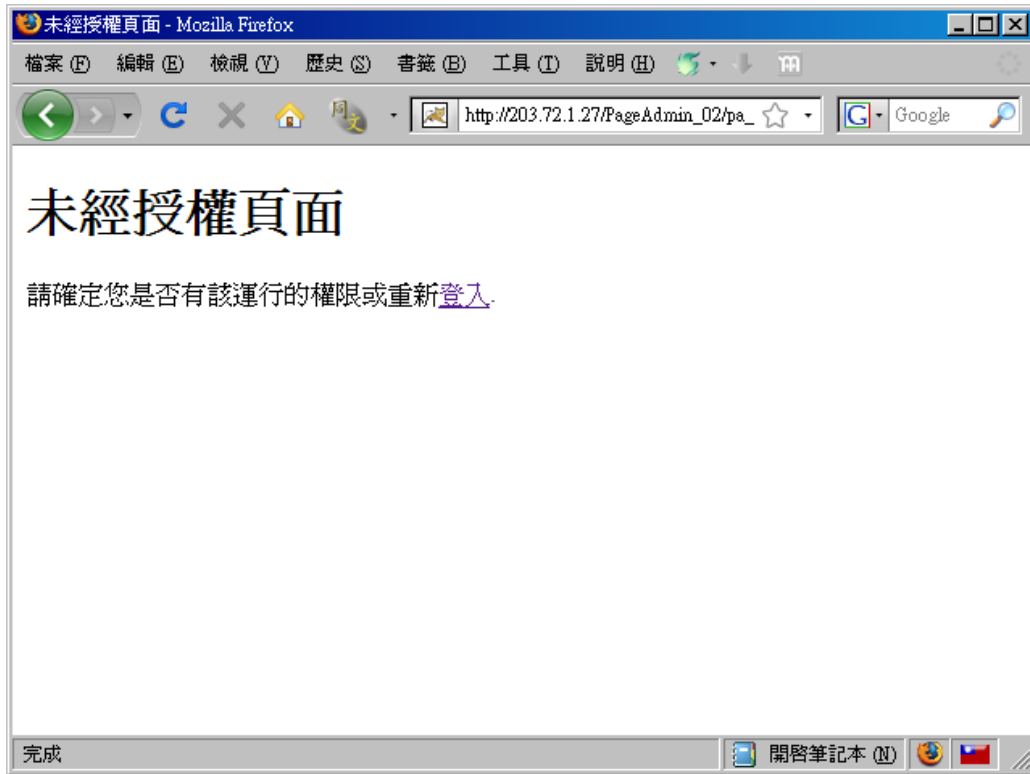 未經授權頁面 - Mozilla Firefox
檔案 (F) 編輯 (E) 檢視 (V) 歷史 (S) 書籤 (B) 工具 (T) 說明 (H)
http://203.72.1.27/PageAdmin_02/pa_ Google
未經授權頁面
請確定您是否有該運行的權限或重新登入.
完成 開啓筆記本 (N)